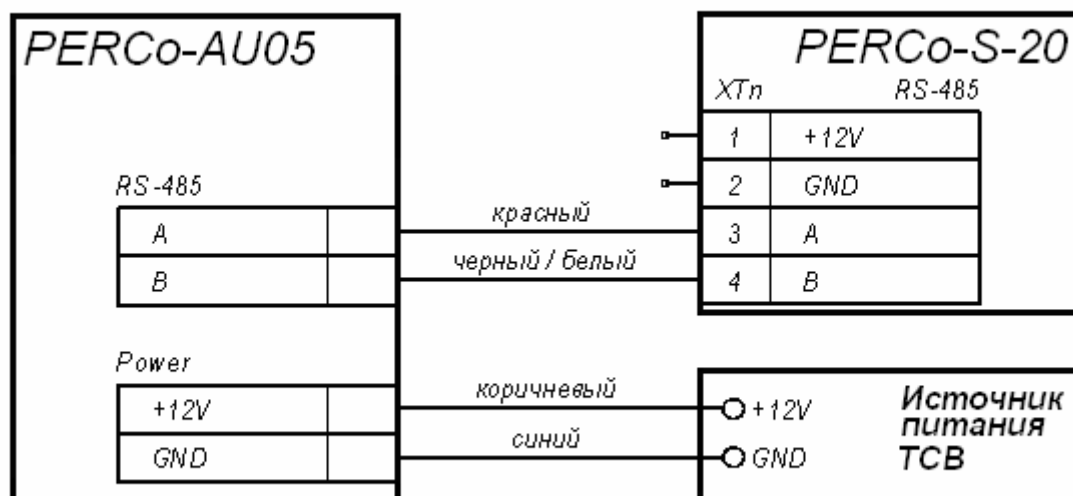 PERCo-AU05
PERCo-S-20
XTn RS-485
1 +12V
2 GND
RS-485
красный
A
3 A
черный / белый
B
4 B
Power
коричневый
+12V
+12V
Источник
питания
ТСВ
синий
GND
GND